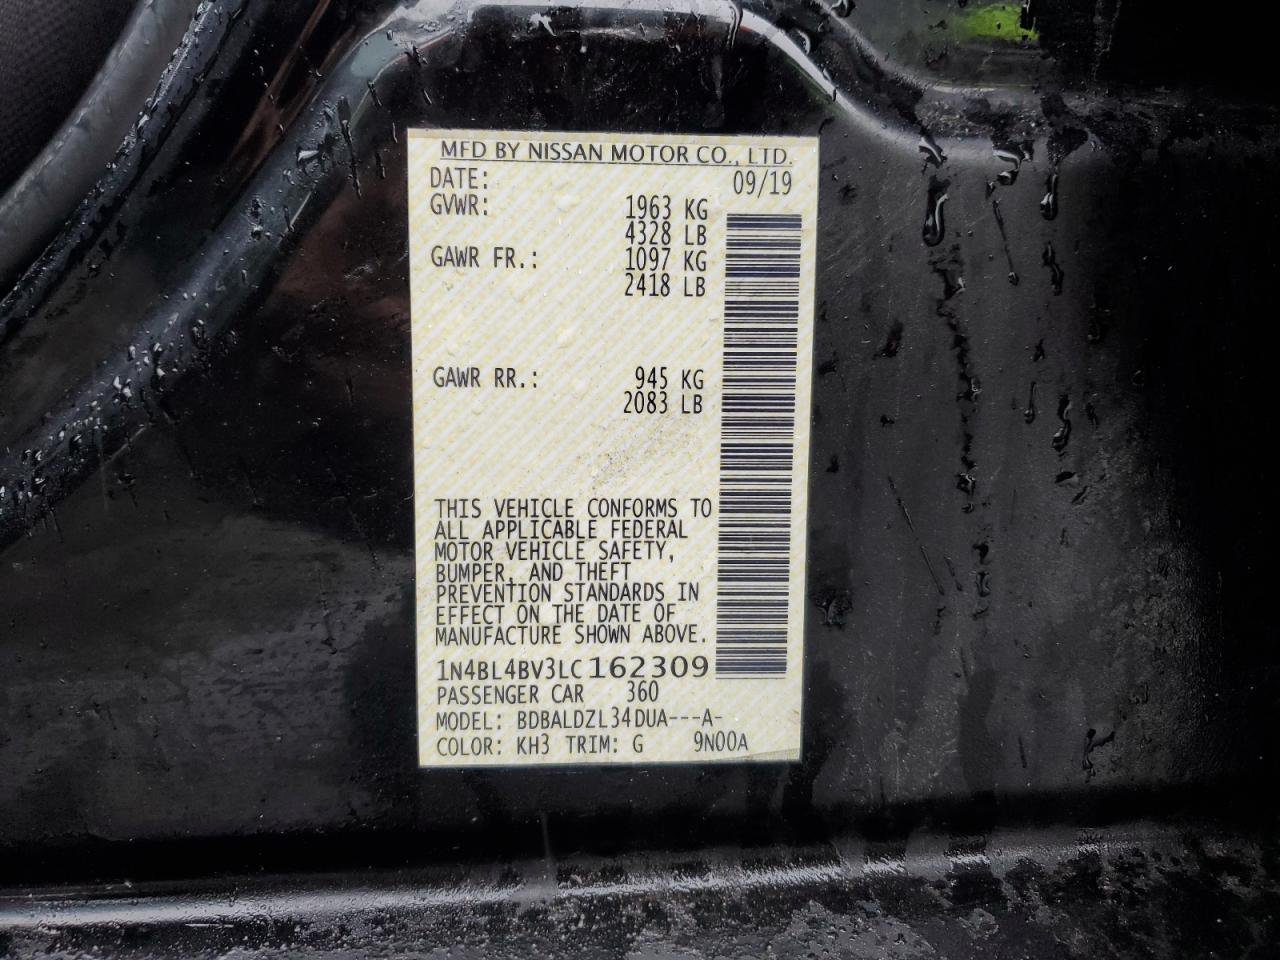 MFD BY NISSAN MOTOR CO., LTD.
DATE: 09/19
GVWR: 1963 KG
4328 LB
GAWR FR.: 1097 KG
2418 LB
GAWR RR.: 945 KG
2083 LB
THIS VEHICLE CONFORMS TO
ALL APPLICABLE FEDERAL
MOTOR VEHICLE SAFETY,
BUMPER, AND THEFT
PREVENTION STANDARDS IN
EFFECT ON THE DATE OF
MANUFACTURE SHOWN ABOVE.
1N4BL4BV3LC162309
PASSENGER CAR 360
MODEL: BDBALDZL34DUA---A-
COLOR: KH3 TRIM: G 9N00A